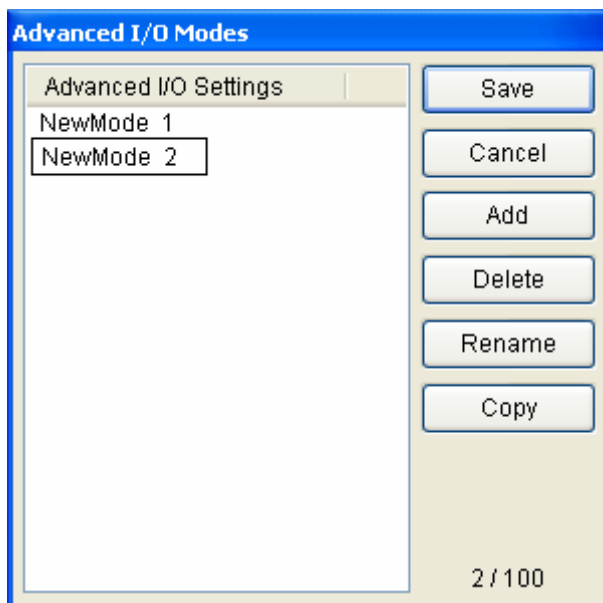 Advanced I/O Modes
Advanced I/O Settings
NewMode 1
NewMode 2
Save
Cancel
Add
Delete
Rename
Copy
2 / 100